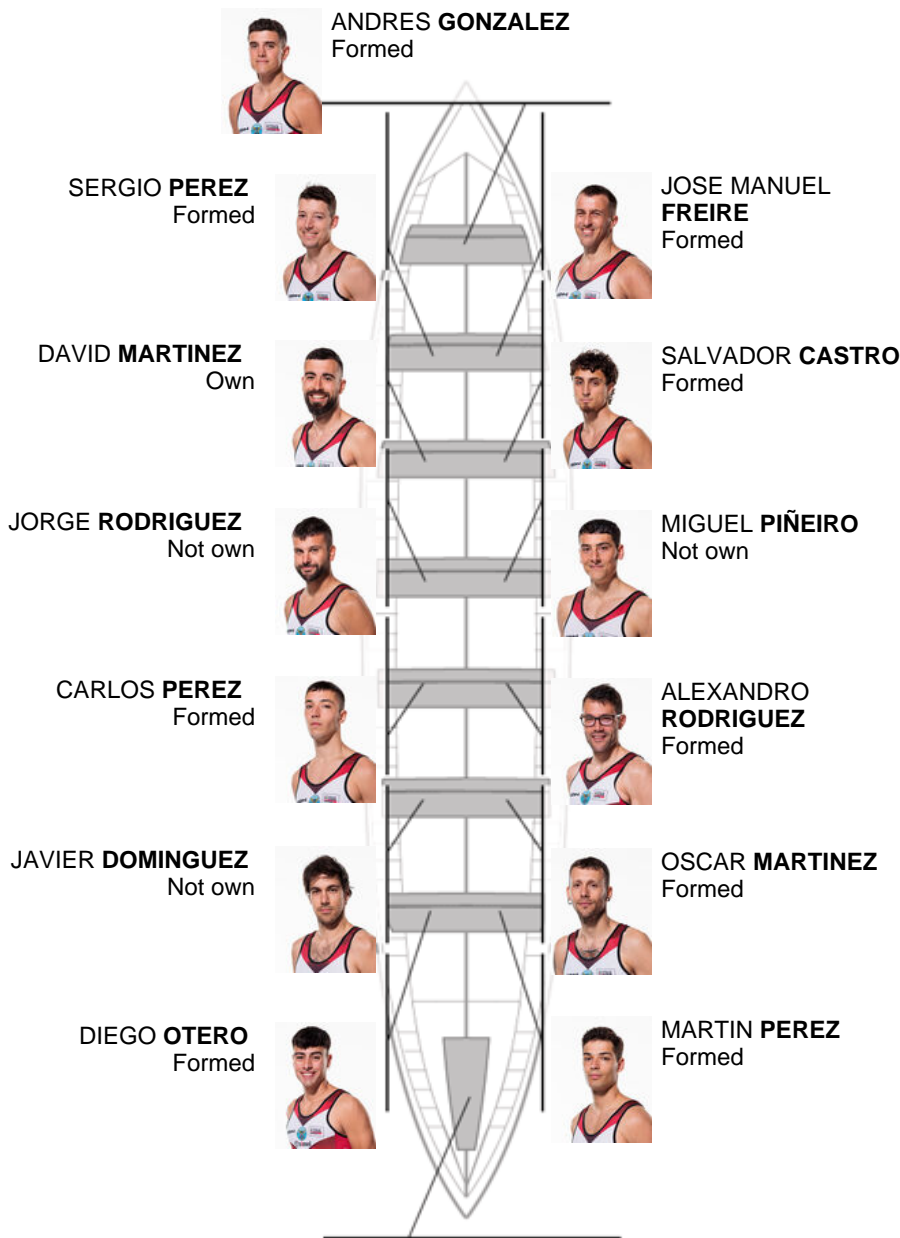 ANDRES GONZALEZ
Formed
SERGIO PEREZ
Formed
JOSE MANUEL
FREIRE
Formed
DAVID MARTINEZ
Own
SALVADOR CASTRO
Formed
JORGE RODRIGUEZ
Not own
MIGUEL PIÑEIRO
Not own
CARLOS PEREZ
Formed
ALEXANDRO
RODRIGUEZ
Formed
JAVIER DOMINGUEZ
Not own
OSCAR MARTINEZ
Formed
DIEGO OTERO
Formed
MARTIN PEREZ
Formed